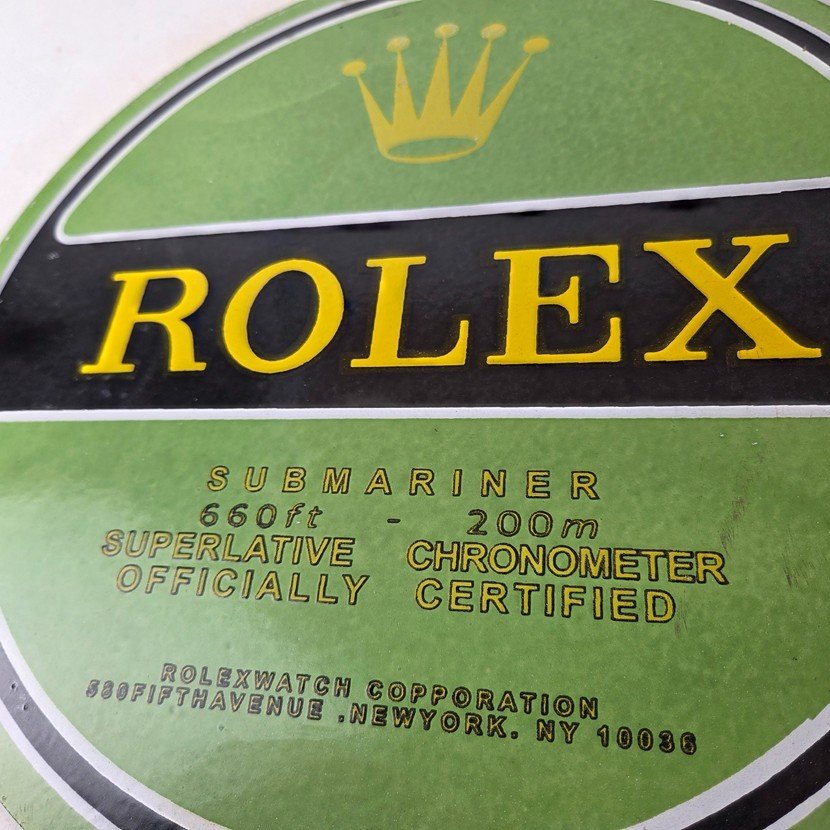 ROLEX
SUBMARINER
660ft - 200m
SUPERLATIVE CHRONOMETER
OFFICIALLY CERTIFIED
ROLEXWATCH COPPORATION
580FIFTHAVENUE .NEWYORK. NY 10036